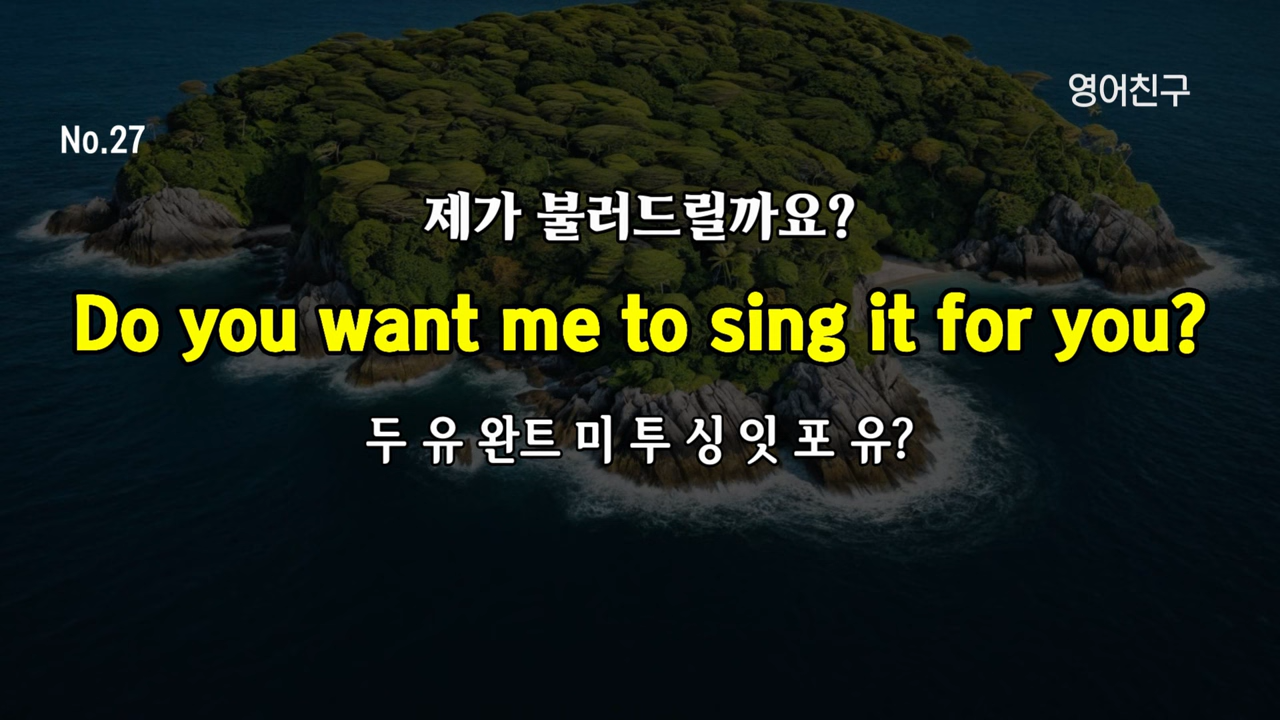 영어친구
No.27
제가 불러드릴까요?
Do you want me to sing it for you?
두 유 완트 미 투 싱 잇 포 유?